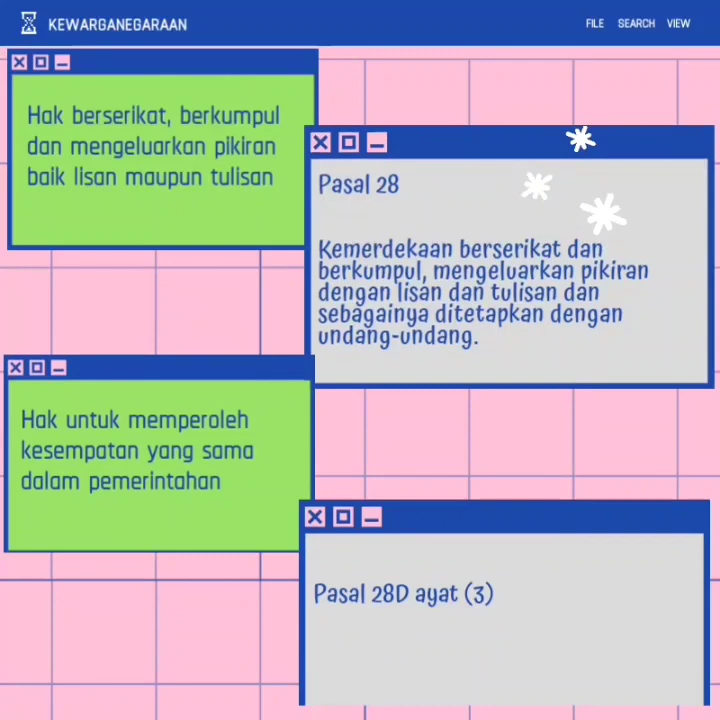 KEWARGANEGARAAN
FILE SEARCH VIEW
Hak berserikat, berkumpul
dan mengeluarkan pikiran
baik lisan maupun tulisan
Pasal 28
Kemerdekaan berserikat dan
berkumpul, mengeluarkan pikiran
dengan lisan dan tulisan dan
sebagainya ditetapkan dengan
undang-undang.
Hak untuk memperoleh
kesempatan yang sama
dalam pemerintahan
Pasal 28D ayat (3)